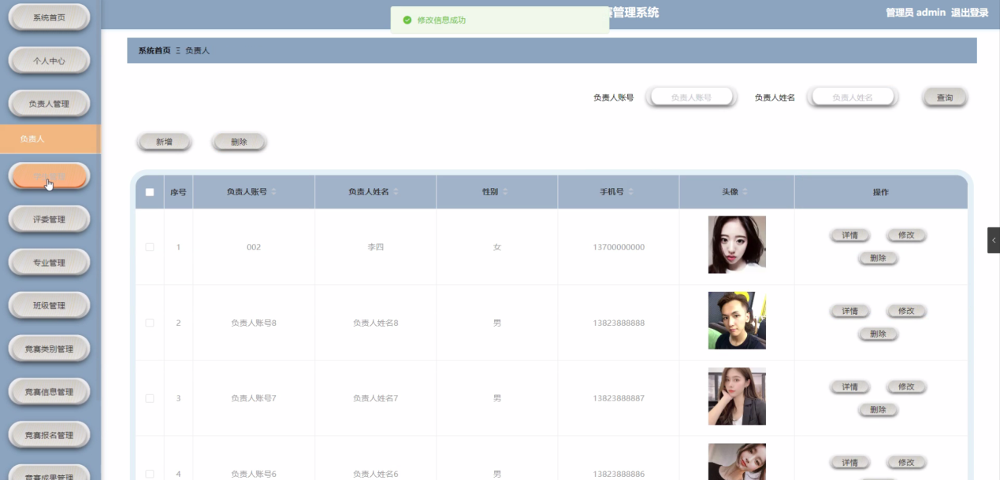 系统首页
管理系统
管理员 admin 退出登录
修改信息成功
系统首页 Ξ 负责人
个人中心
负责人账号 负责人账号 负责人姓名 负责人姓名 查询
负责人管理
负责人
新增 删除
评委管理
专业管理
班级管理
竞赛类别管理
竞赛信息管理
竞赛报名管理
竞赛成果管理
序号 负责人账号 负责人姓名 性别 手机号 头像 操作
1 002 李四 女 13700000000 详情 修改
删除
2 负责人账号8 负责人姓名8 男 13823888888 详情 修改
删除
3 负责人账号7 负责人姓名7 男 13823888887 详情 修改
删除
4 负责人账号6 负责人姓名6 男 13823888886 详情 修改